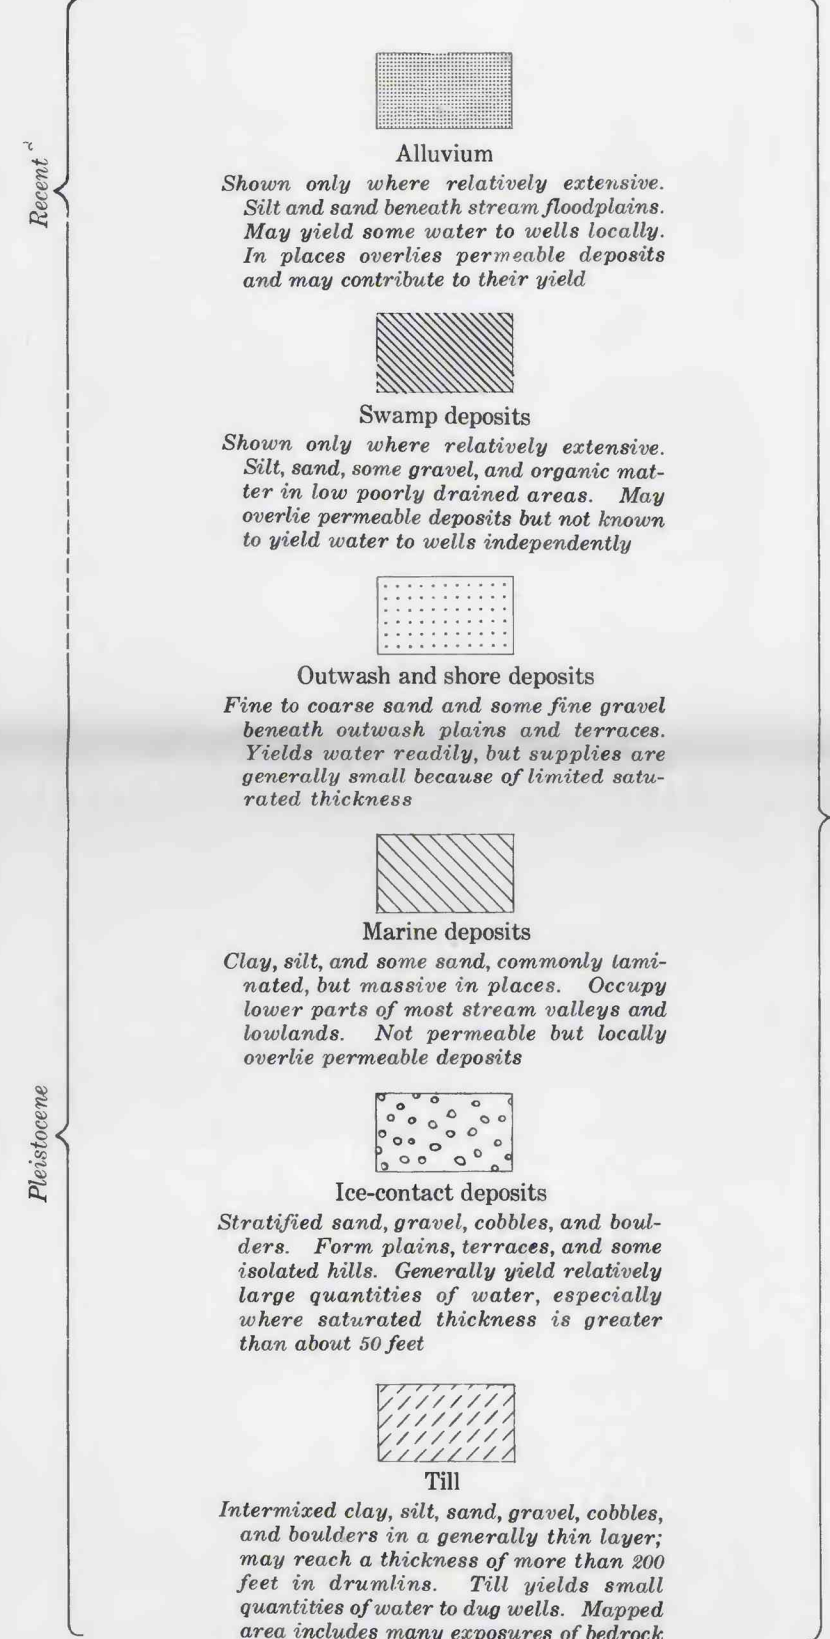 Recent
Alluvium
Shown only where relatively extensive.
Silt and sand beneath stream floodplains.
May yield some water to wells locally.
In places overlies permeable deposits
and may contribute to their yield
Swamp deposits
Shown only where relatively extensive.
Silt, sand, some gravel, and organic mat-
ter in low poorly drained areas. May
overlie permeable deposits but not known
to yield water to wells independently
Outwash and shore deposits
Fine to coarse sand and some fine gravel
beneath outwash plains and terraces.
Yields water readily, but supplies are
generally small because of limited satu-
rated thickness
Marine deposits
Clay, silt, and some sand, commonly lami-
nated, but massive in places. Occupy
lower parts of most stream valleys and
lowlands. Not permeable but locally
overlie permeable deposits
Pleistocene
Ice-contact deposits
Stratified sand, gravel, cobbles, and boul-
ders. Form plains, terraces, and some
isolated hills. Generally yield relatively
large quantities of water, especially
where saturated thickness is greater
than about 50 feet
Till
Intermixed clay, silt, sand, gravel, cobbles,
and boulders in a generally thin layer;
may reach a thickness of more than 200
feet in drumlins. Till yields small
quantities of water to dug wells. Mapped
area includes many exposures of bedrock